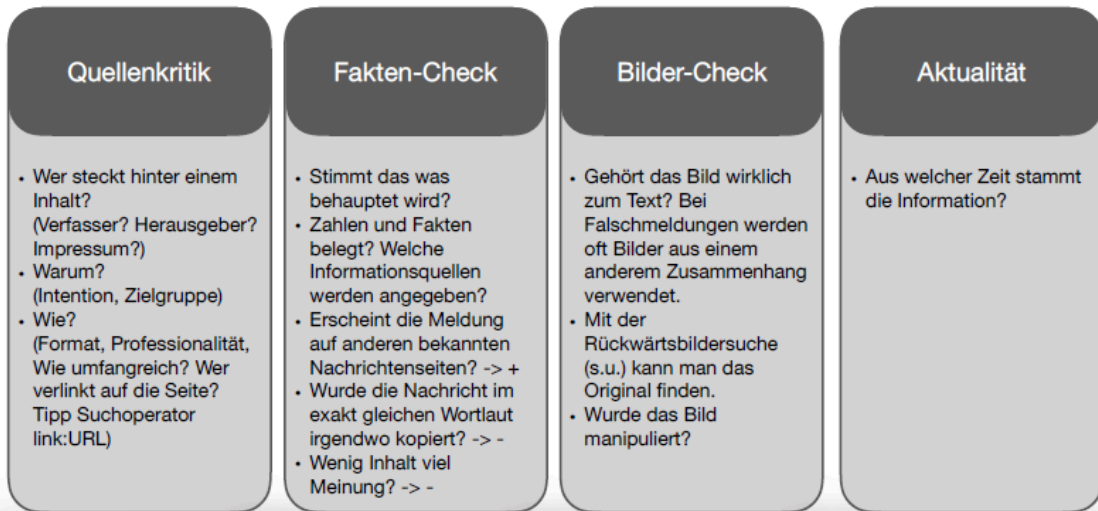 Quellenkritik
• Wer steckt hinter einem
Inhalt?
(Verfasser? Herausgeber?
Impressum?)
• Warum?
(Intention, Zielgruppe)
• Wie?
(Format, Professionalität,
Wie umfangreich? Wer
verlinkt auf die Seite?
Tipp Suchoperator
link:URL)
Fakten-Check
• Stimmt das was
behauptet wird?
• Zahlen und Fakten
belegt? Welche
Informationsquellen
werden angegeben?
• Erscheint die Meldung
auf anderen bekannten
Nachrichtenseiten? -> +
• Wurde die Nachricht im
exakt gleichen Wortlaut
irgendwo kopiert? -> -
• Wenig Inhalt viel
Meinung? -> -
Bilder-Check
• Gehört das Bild wirklich
zum Text? Bei
Falschmeldungen werden
oft Bilder aus einem
anderem Zusammenhang
verwendet.
• Mit der
Rückwärtsbildersuche
(s.u.) kann man das
Original finden.
• Wurde das Bild
manipuliert?
Aktualität
• Aus welcher Zeit stammt
die Information?